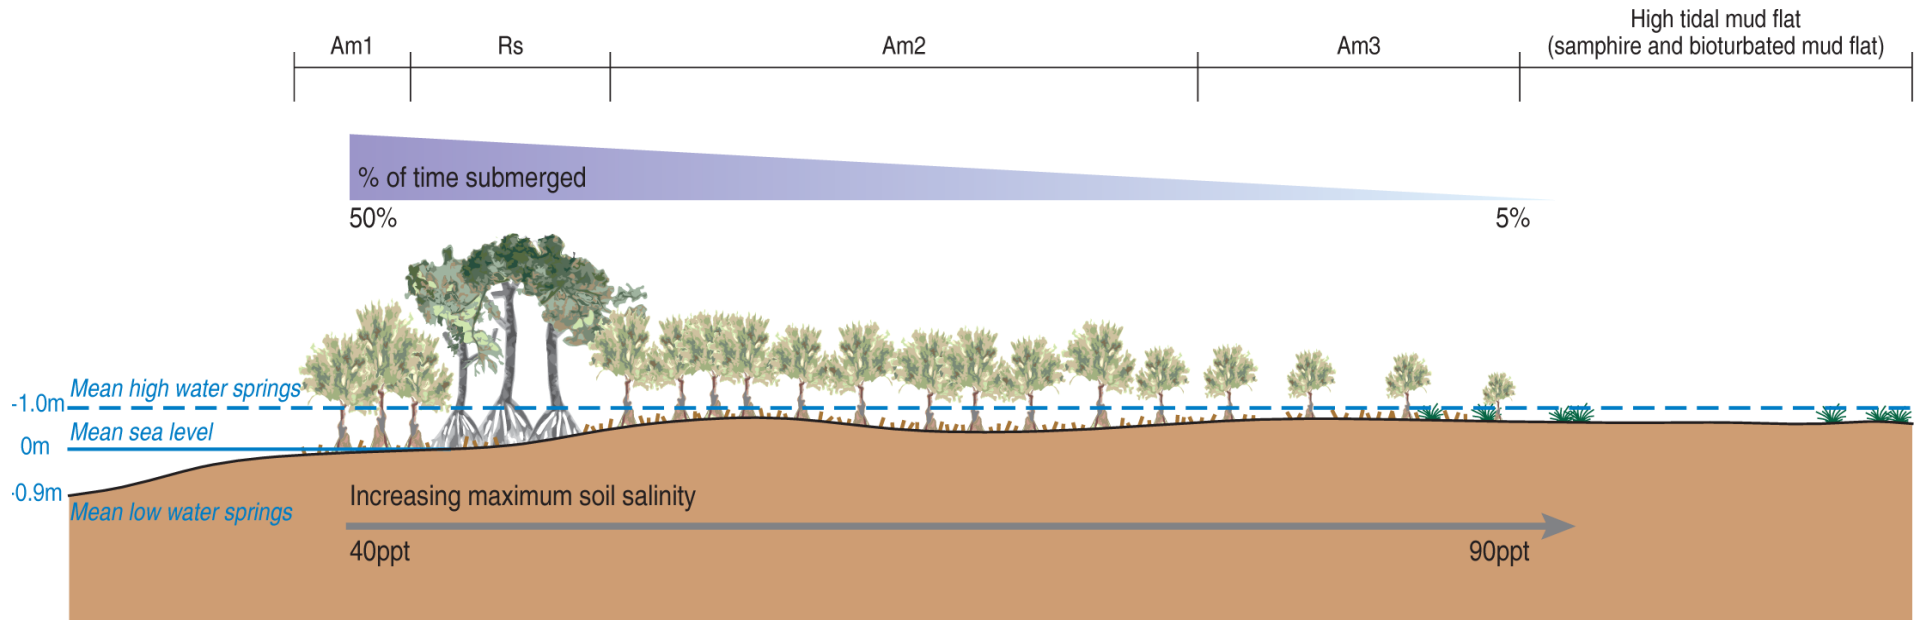 High tidal mud flat
Am1 Rs Am2 Am3 (samphire and bioturbated mud flat)
% of time submerged
50% 5%
Mean high water springs
-1.0m
Mean sea level
0m
-0.9m
Mean low water springs
Increasing maximum soil salinity
40ppt 90ppt